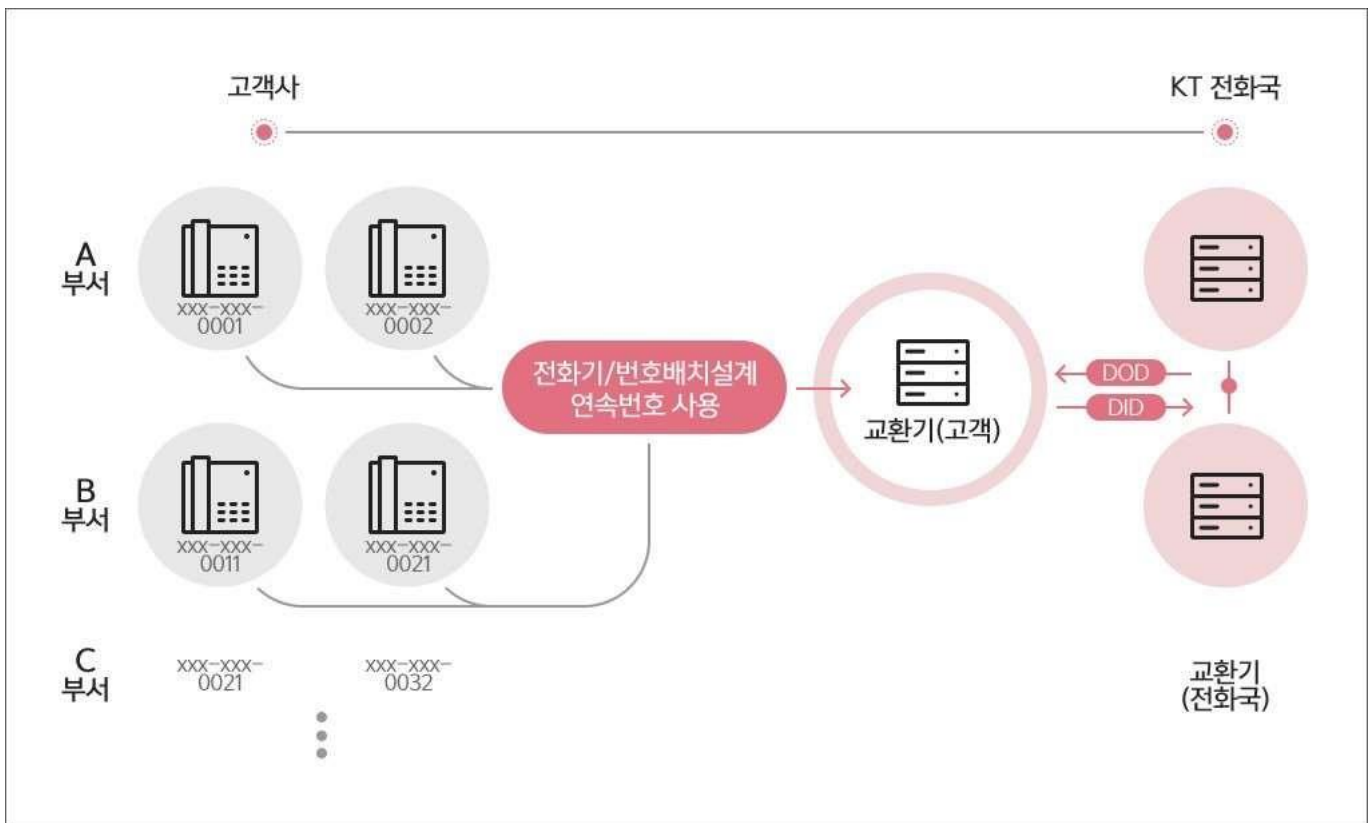 고객사
KT 전화국
A
부서
xxx-xxx-
0001
xxx-xxx-
0002
전화기/번호배치설계
연속번호 사용
교환기(고객)
DOD
DID
B
부서
xxx-xxx-
0011
xxx-xxx-
0021
C
부서
xxx-xxx-
0021
xxx-xxx-
0032
교환기
(전화국)